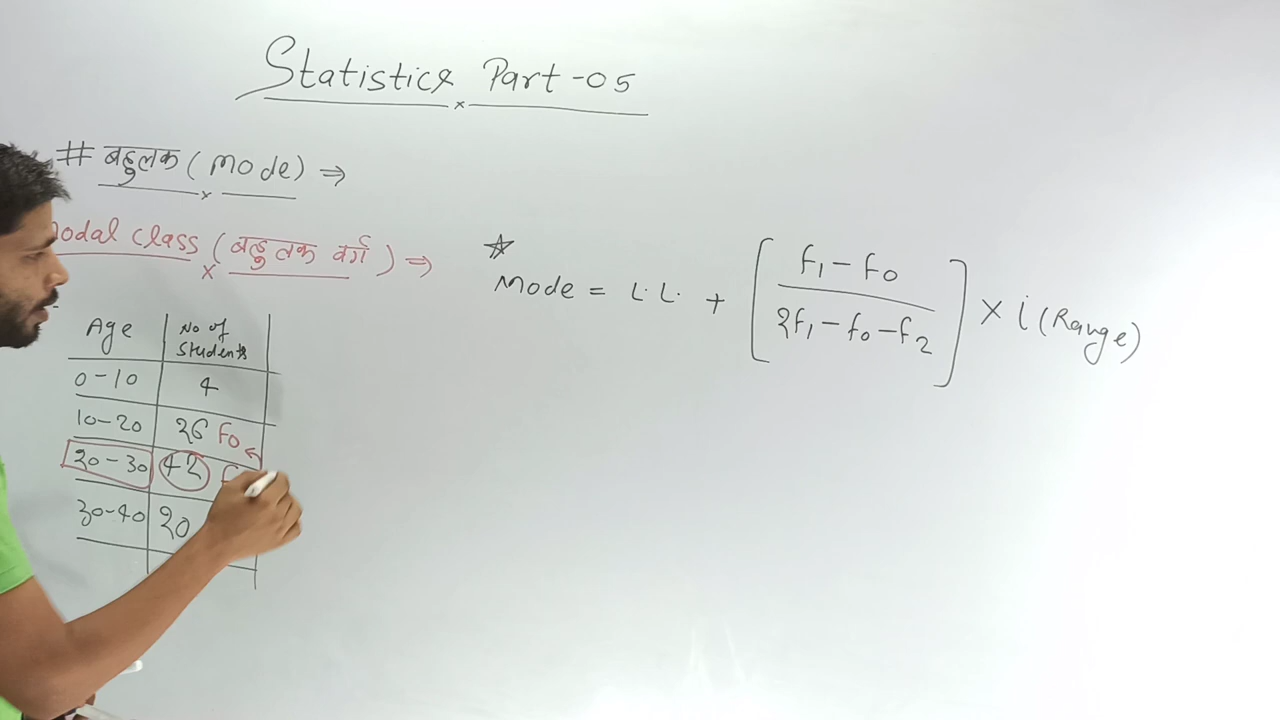 Statistics Part-05
# बहुलक (Mode) ⇒
odal class (बहुलक वर्ग) ⇒
Mode = L.L. + [ f₁ - f₀ / 2f₁ - f₀ - f₂ ] × i (Range)
Age No of Students
0-10 4
10-20 36 f₀
20-30 42 f
30-40 20